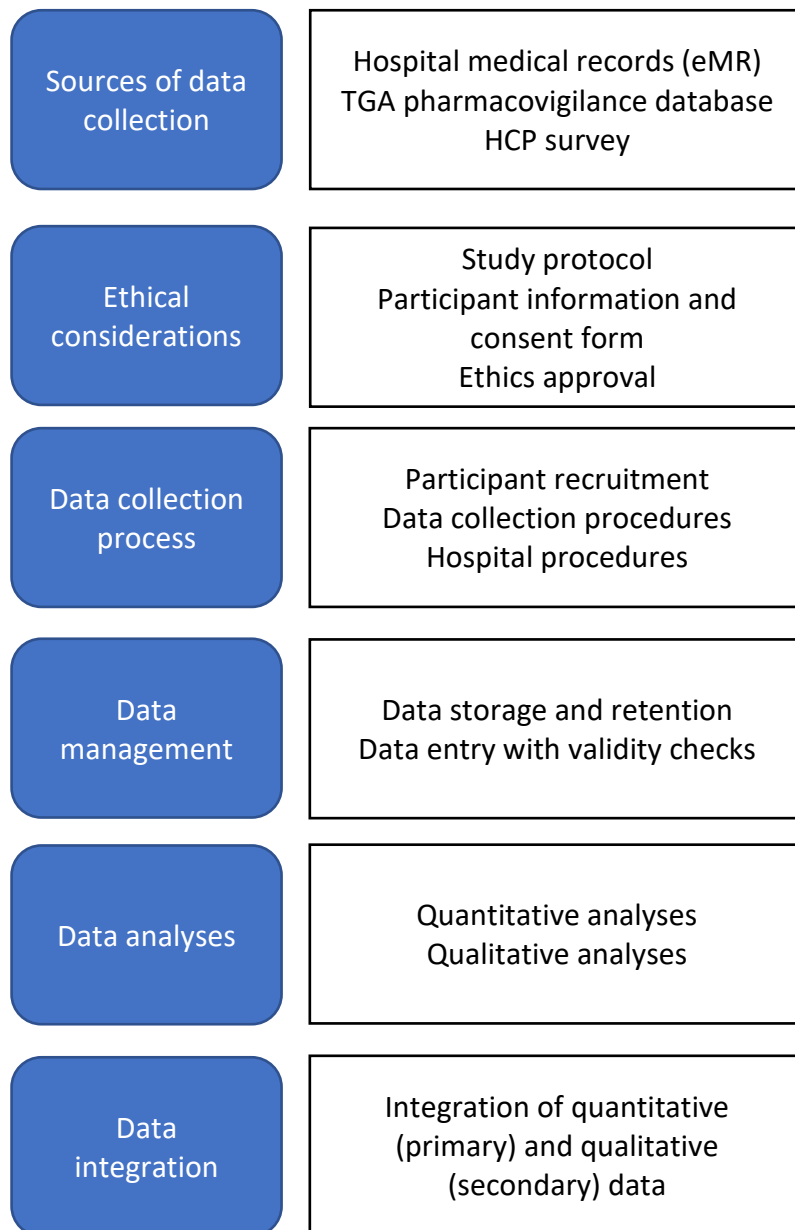 Sources of data
collection
Hospital medical records (eMR)
TGA pharmacovigilance database
HCP survey
Ethical
considerations
Study protocol
Participant information and
consent form
Ethics approval
Data collection
process
Participant recruitment
Data collection procedures
Hospital procedures
Data
management
Data storage and retention
Data entry with validity checks
Data analyses
Quantitative analyses
Qualitative analyses
Data
integration
Integration of quantitative
(primary) and qualitative
(secondary) data